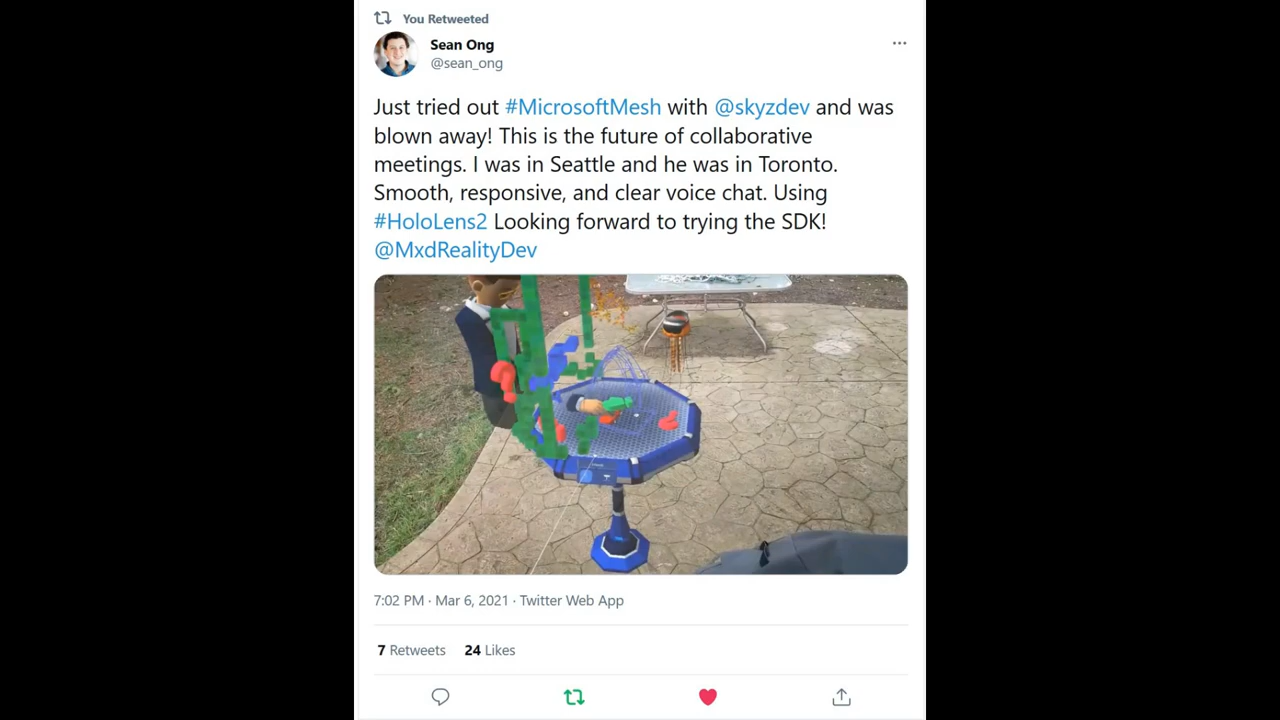 You Retweeted
Sean Ong
@sean_ong
Just tried out #MicrosoftMesh with @skyzdev and was
blown away! This is the future of collaborative
meetings. I was in Seattle and he was in Toronto.
Smooth, responsive, and clear voice chat. Using
#HoloLens2 Looking forward to trying the SDK!
@MxdRealityDev
7:02 PM · Mar 6, 2021 · Twitter Web App
7 Retweets 24 Likes